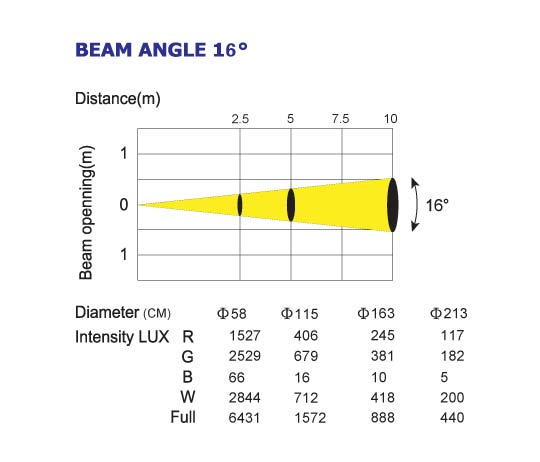 BEAM ANGLE 16°
Distance(m)
2.5 5 7.5 10
Beam openning(m)
1
0
1
16°
Diameter (CM) Φ58 Φ115 Φ163 Φ213
Intensity LUX R 1527 406 245 117
G 2529 679 381 182
B 66 16 10 5
W 2844 712 418 200
Full 6431 1572 888 440